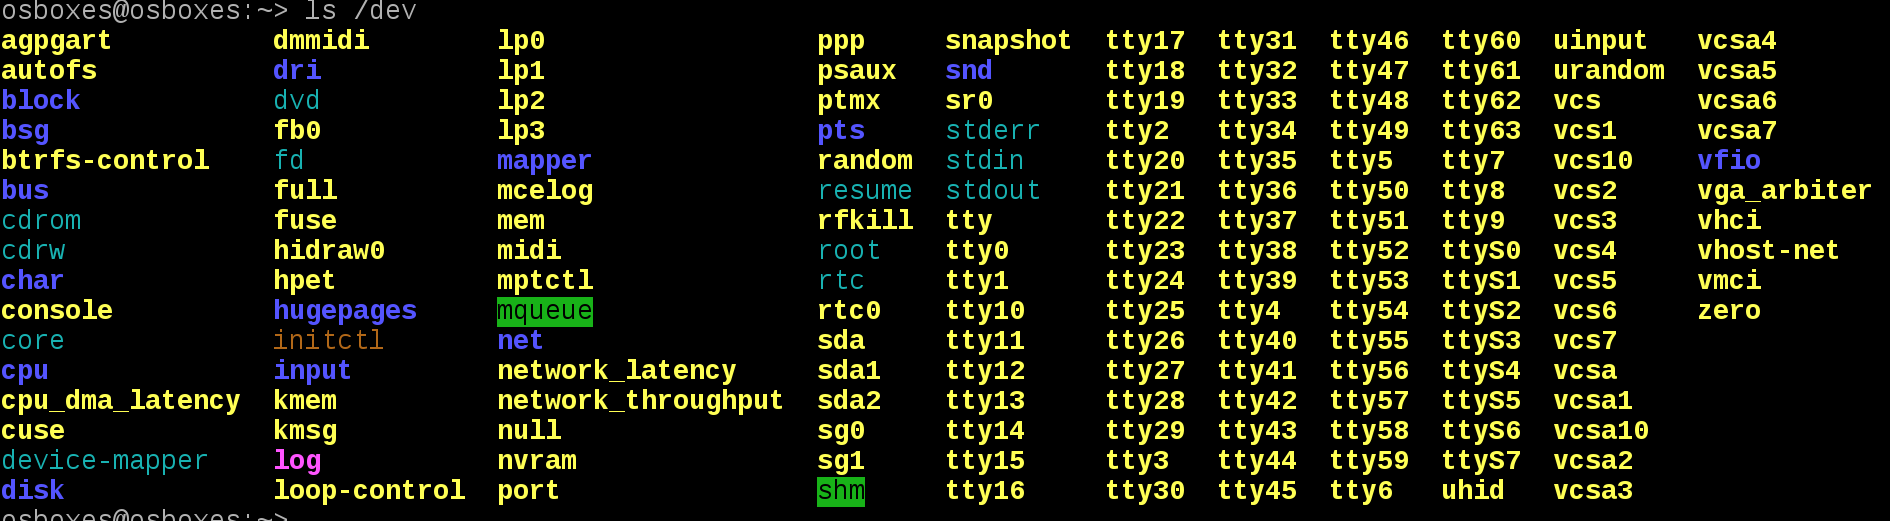 osboxes@osboxes:~> ls /dev
agpgart dmmidi lp0 ppp snapshot tty17 tty31 tty46 tty60 uinput vcsa4
autofs dri lp1 psaux snd tty18 tty32 tty47 tty61 urandom vcsa5
block dvd lp2 ptmx sr0 tty19 tty33 tty48 tty62 vcs vcsa6
bsg fb0 lp3 pts stderr tty2 tty34 tty49 tty63 vcs1 vcsa7
btrfs-control fd mapper random stdin tty20 tty35 tty5 tty7 vcs10 vfio
bus full mcelog resume stdout tty21 tty36 tty50 tty8 vcs2 vga_arbiter
cdrom fuse mem rfkill tty tty22 tty37 tty51 tty9 vcs3 vhci
cdrw hidraw0 midi root tty0 tty23 tty38 tty52 ttyS0 vcs4 vhost-net
char hpet mptctl rtc tty1 tty24 tty39 tty53 ttyS1 vcs5 vmci
console hugepages mqueue rtc0 tty10 tty25 tty4 tty54 ttyS2 vcs6 zero
core initctl net sda tty11 tty26 tty40 tty55 ttyS3 vcs7
cpu input network_latency sda1 tty12 tty27 tty41 tty56 ttyS4 vcsa
cpu_dma_latency kmem network_throughput sda2 tty13 tty28 tty42 tty57 ttyS5 vcsa1
cuse kmsg null sg0 tty14 tty29 tty43 tty58 ttyS6 vcsa10
device-mapper log nvram sg1 tty15 tty3 tty44 tty59 ttyS7 vcsa2
disk loop-control port shm tty16 tty30 tty45 tty6 uhid vcsa3
osboxes@osboxes:~>